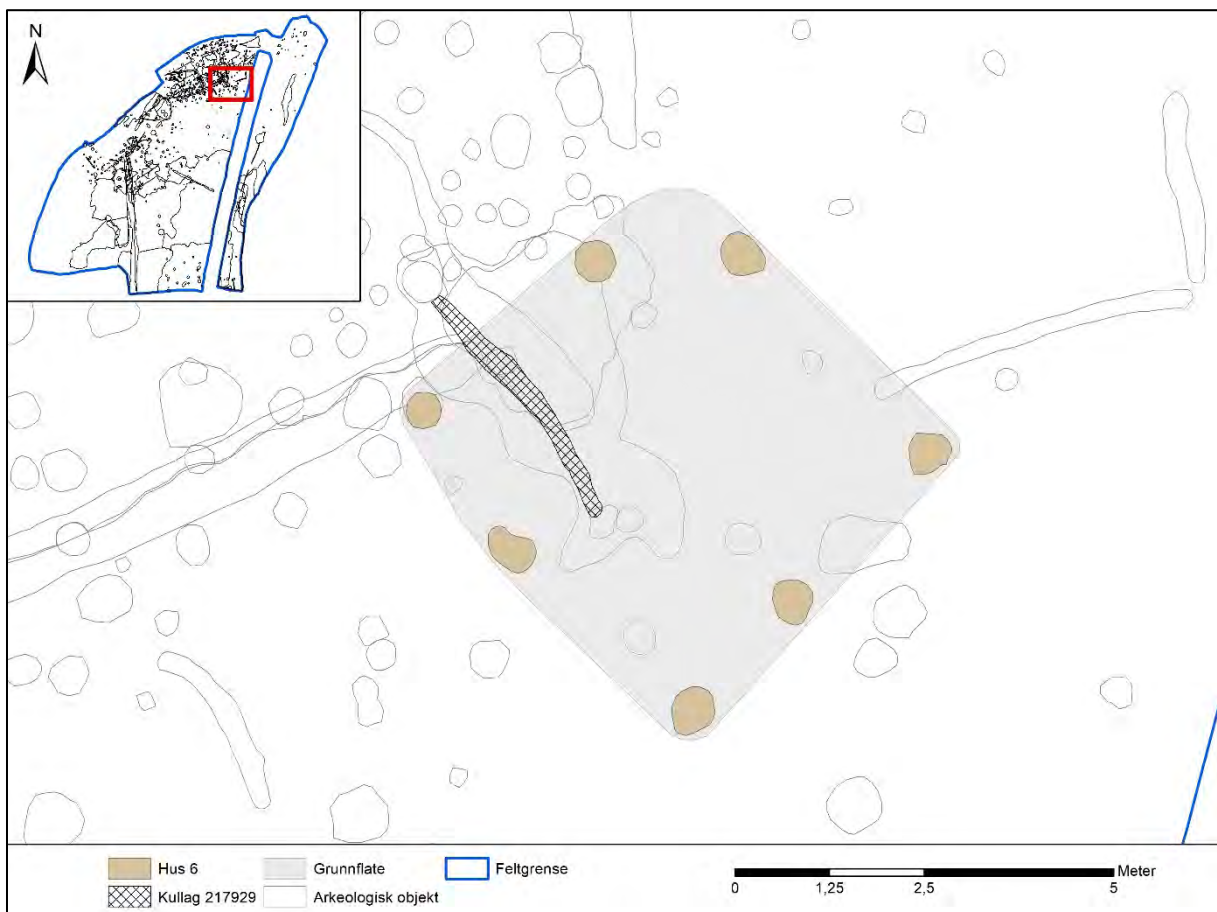 N
Hus 6
Grunnflate
Feltgrense
Meter
Kullag 217929
Arkeologisk objekt
0
1,25
2,5
5